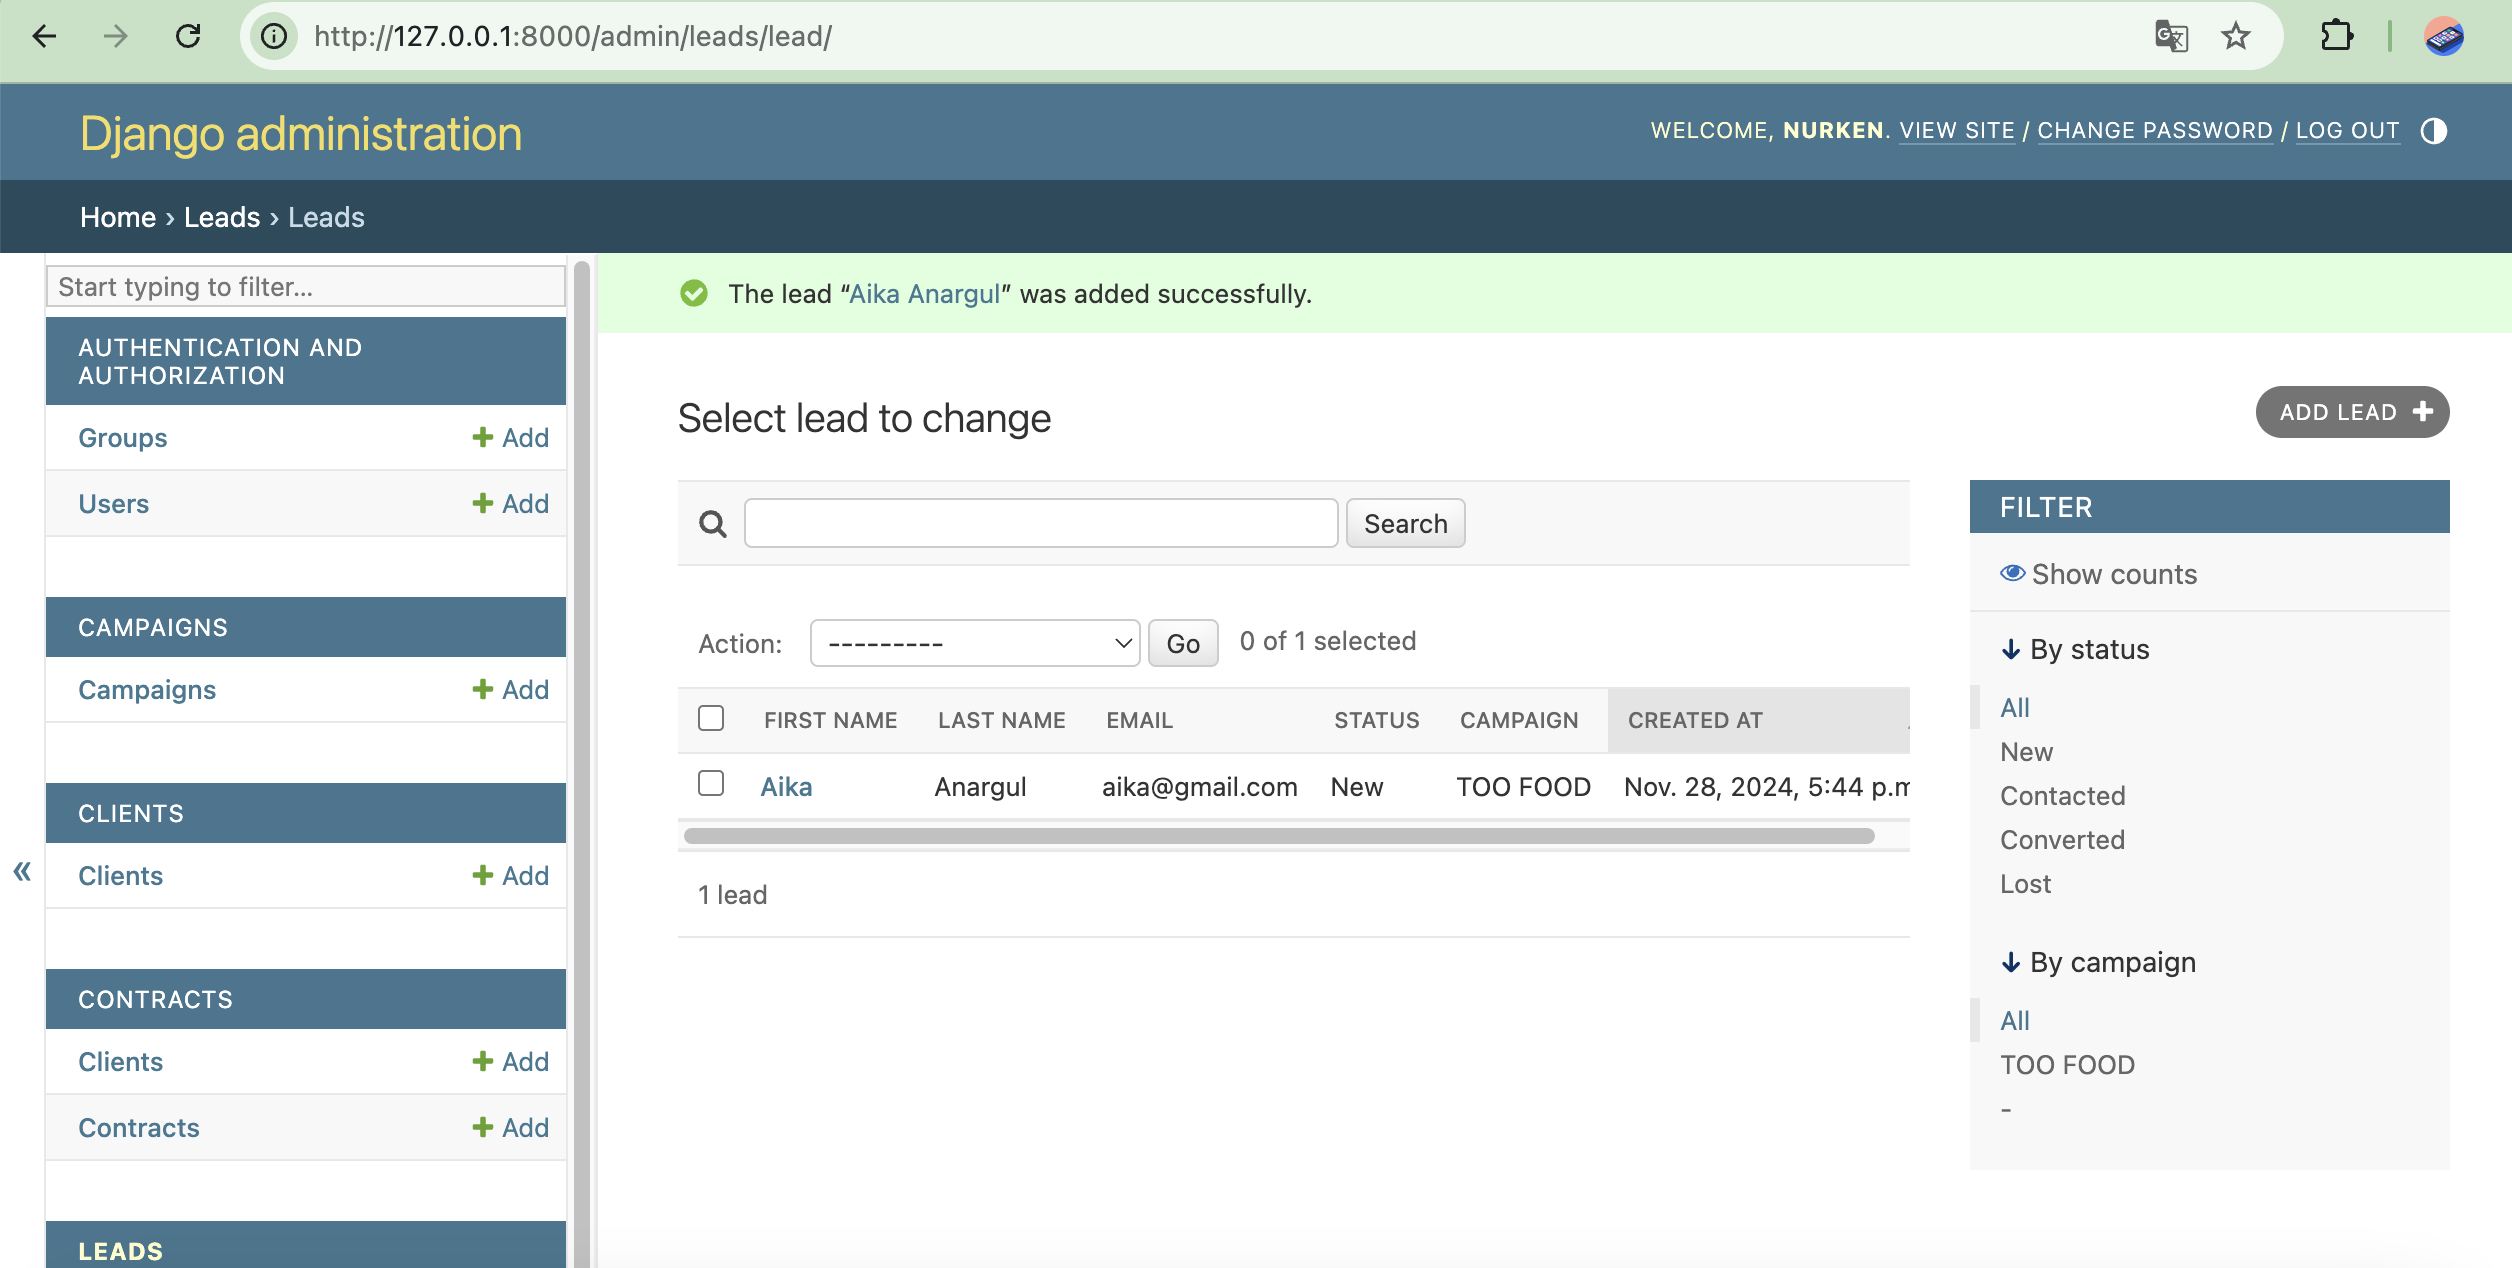 http://127.0.0.1:8000/admin/leads/lead/
Django administration
WELCOME, NURKEN. VIEW SITE / CHANGE PASSWORD / LOG OUT
Home › Leads › Leads
Start typing to filter...
AUTHENTICATION AND
AUTHORIZATION
Groups
Add
Users
Add
CAMPAIGNS
Campaigns
Add
CLIENTS
Clients
Add
CONTRACTS
Clients
Add
Contracts
Add
LEADS
«
The lead “Aika Anargul” was added successfully.
Select lead to change
ADD LEAD
Search
Action:
---------
Go
0 of 1 selected
FIRST NAME LAST NAME EMAIL STATUS CAMPAIGN CREATED AT
Aika Anargul aika@gmail.com New TOO FOOD Nov. 28, 2024, 5:44 p.m
1 lead
FILTER
Show counts
By status
All
New
Contacted
Converted
Lost
By campaign
All
TOO FOOD
-